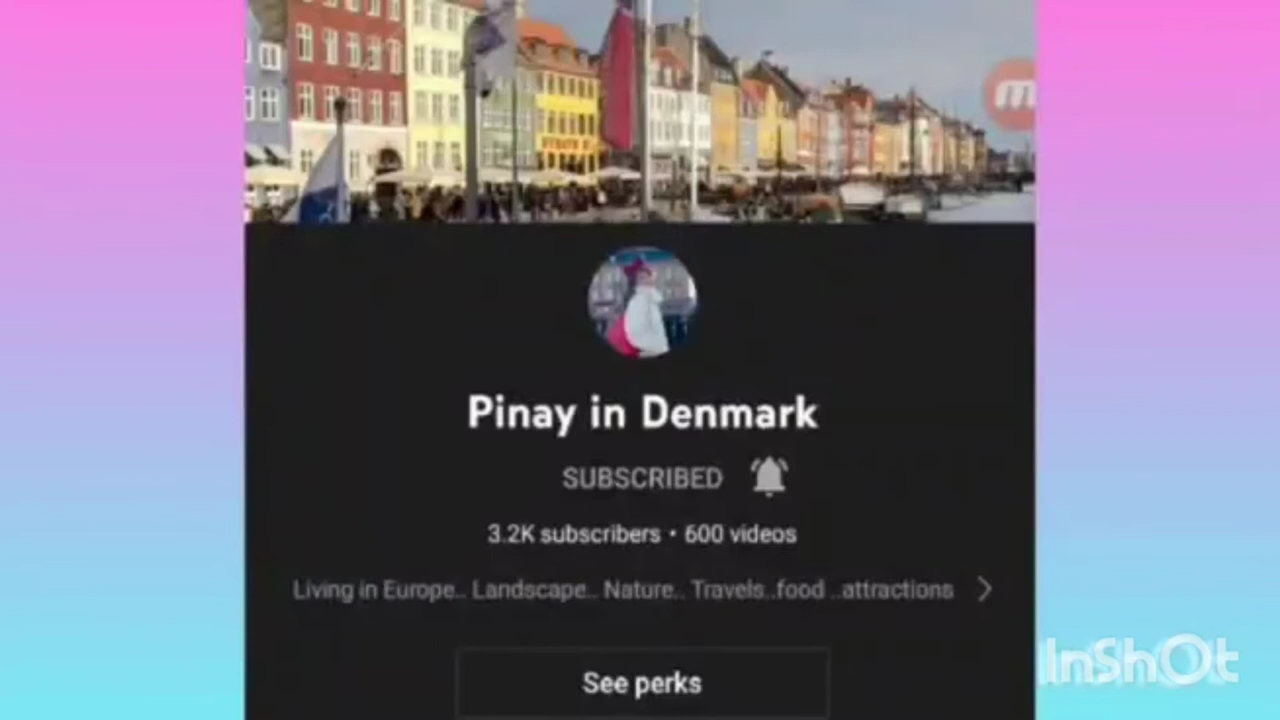 m
Pinay in Denmark
SUBSCRIBED
3.2K subscribers • 600 videos
Living in Europe.. Landscape.. Nature.. Travels..food ..attractions
See perks
InShOt